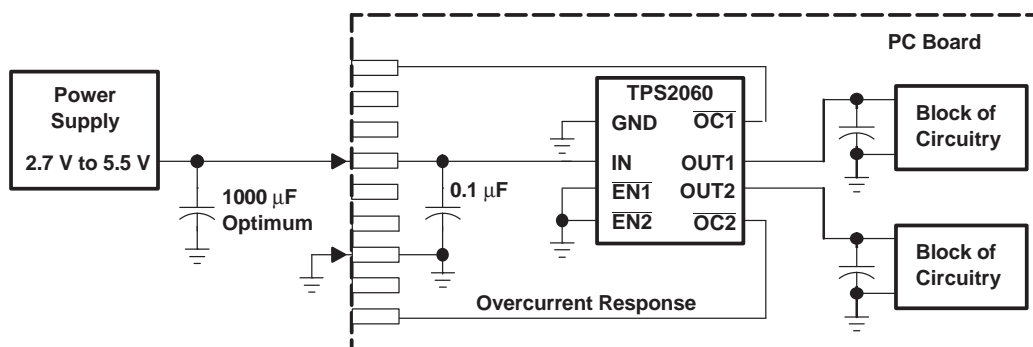 PC Board
Power
Supply
2.7 V to 5.5 V
1000 μF
Optimum
0.1 μF
TPS2060
GND
IN
EN1
EN2
OC1
OUT1
OUT2
OC2
Overcurrent Response
Block of
Circuitry
Block of
Circuitry